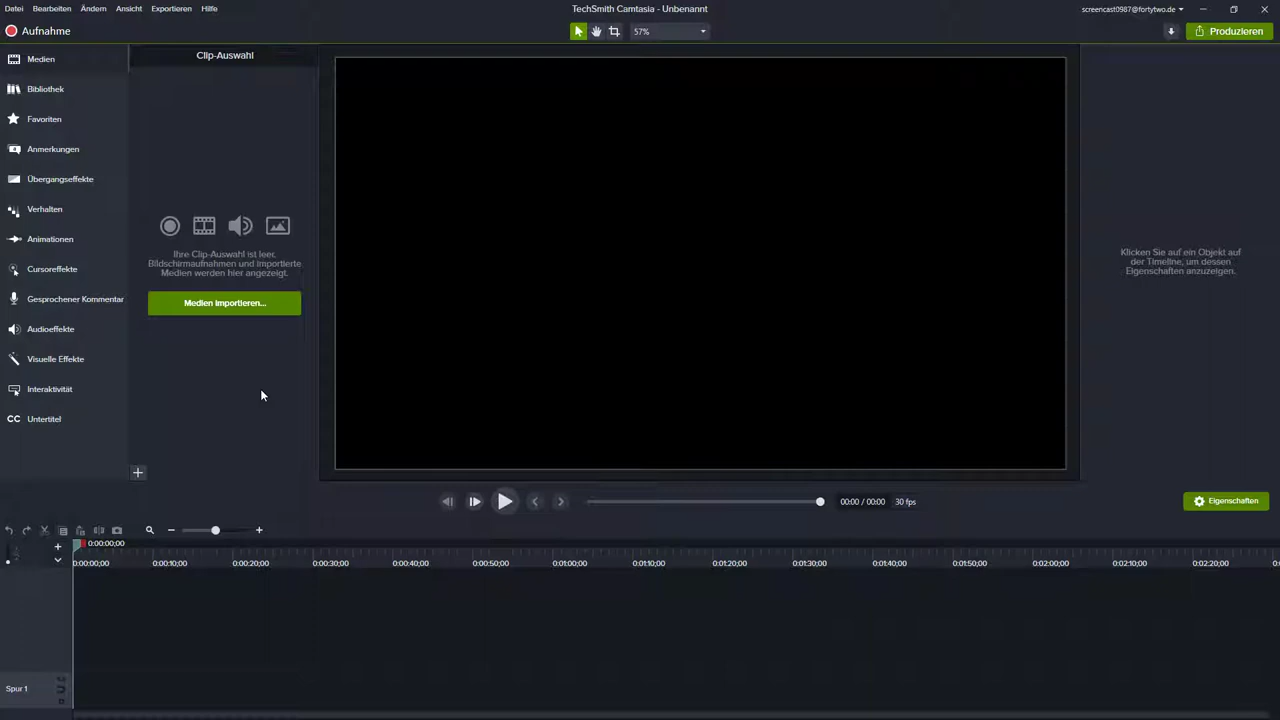 Datei Bearbeiten Ändern Ansicht Exportieren Hilfe
TechSmith Camtasia - Unbenannt
screencast0987@fortytwo.de
Aufnahme
57%
Produzieren
Medien
Bibliothek
Favoriten
Anmerkungen
Übergangseffekte
Verhalten
Animationen
Cursoreffekte
Gesprochener Kommentar
Audioeffekte
Visuelle Effekte
Interaktivität
CC Untertitel
Clip-Auswahl
Ihre Clip-Auswahl ist leer.
Bildschirmaufnahmen und importierte
Medien werden hier angezeigt.
Medien importieren...
Klicken Sie auf ein Objekt auf
der Timeline, um dessen
Eigenschaften anzuzeigen.
00:00 / 00:00 30 fps
Eigenschaften
0:00:00;00
0:00:00;00 0:00:10;00 0:00:20;00 0:00:30;00 0:00:40;00 0:00:50;00 0:01:00;00 0:01:10;00 0:01:20;00 0:01:30;00 0:01:40;00 0:01:50;00 0:02:00;00 0:02:10;00 0:02:20;00
Spur 1